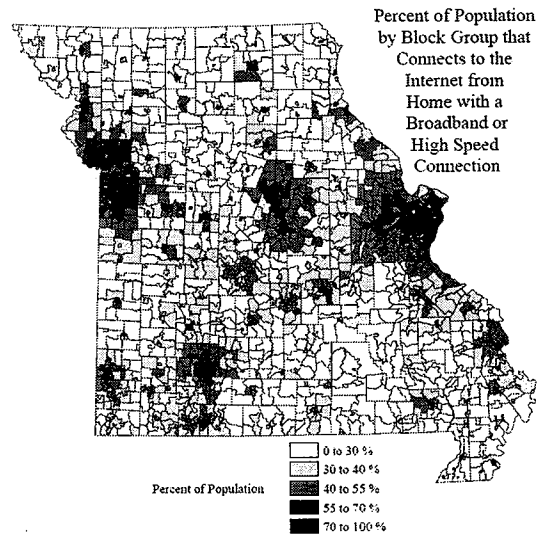 Percent of Population
by Block Group that
Connects to the
Internet from
Home with a
Broadband or
High Speed
Connection
Percent of Population
0 to 30 %
30 to 40 %
40 to 55 %
55 to 70 %
70 to 100 %